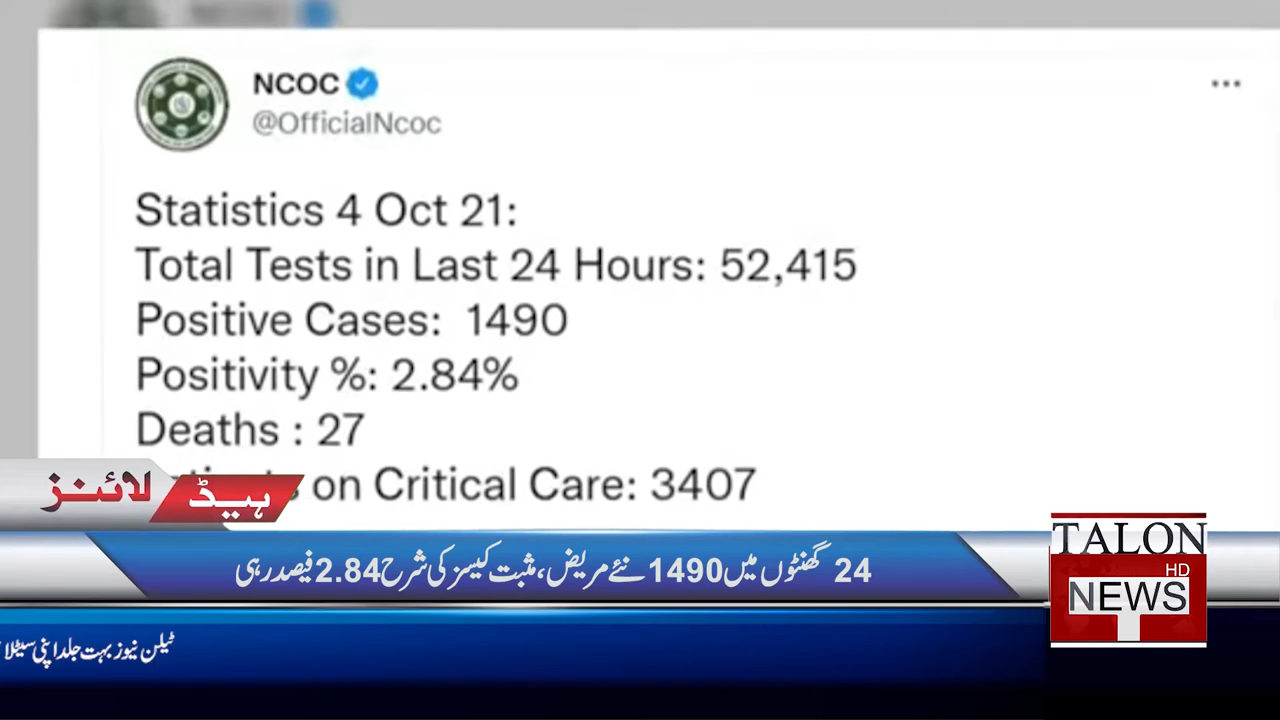 NCOC
@OfficialNcoc
Statistics 4 Oct 21:
Total Tests in Last 24 Hours: 52,415
Positive Cases: 1490
Positivity %: 2.84%
Deaths : 27
on Critical Care: 3407
ہیڈ لائنز
24 گھنٹوں میں 1490 نئے مریض، مثبت کیسز کی شرح 2.84 فیصد رہی
TALON
HD
NEWS
ٹیلن نیوز بہت جلد اپنی سیٹلا